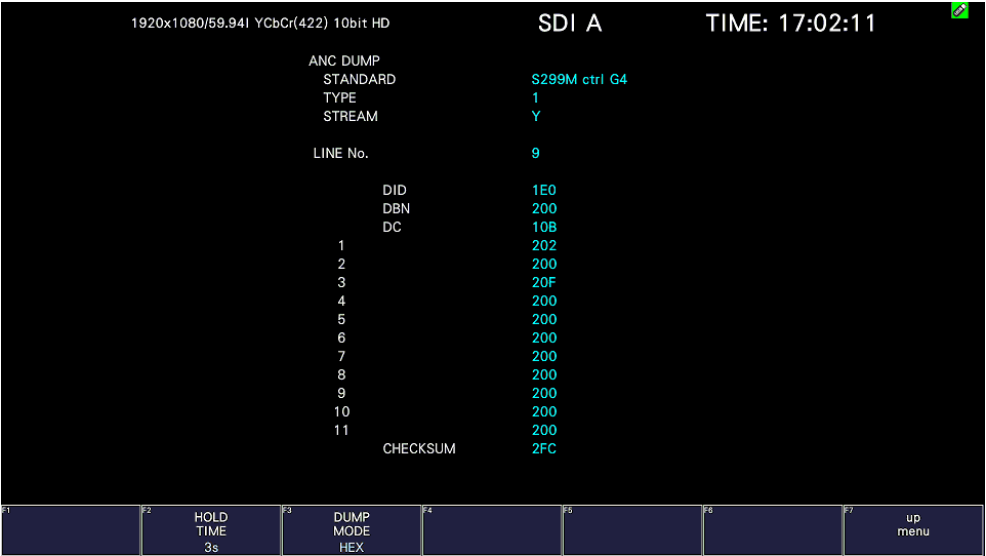 1920x1080/59.94I YCbCr(422) 10bit HD SDI A TIME: 17:02:11
ANC DUMP
STANDARD S299M ctrl G4
TYPE 1
STREAM Y
LINE No. 9
DID 1E0
DBN 200
DC 10B
1 202
2 200
3 20F
4 200
5 200
6 200
7 200
8 200
9 200
10 200
11 200
CHECKSUM 2FC
F1 F2 HOLD TIME 3s F3 DUMP MODE HEX F4 F5 F6 F7 up menu